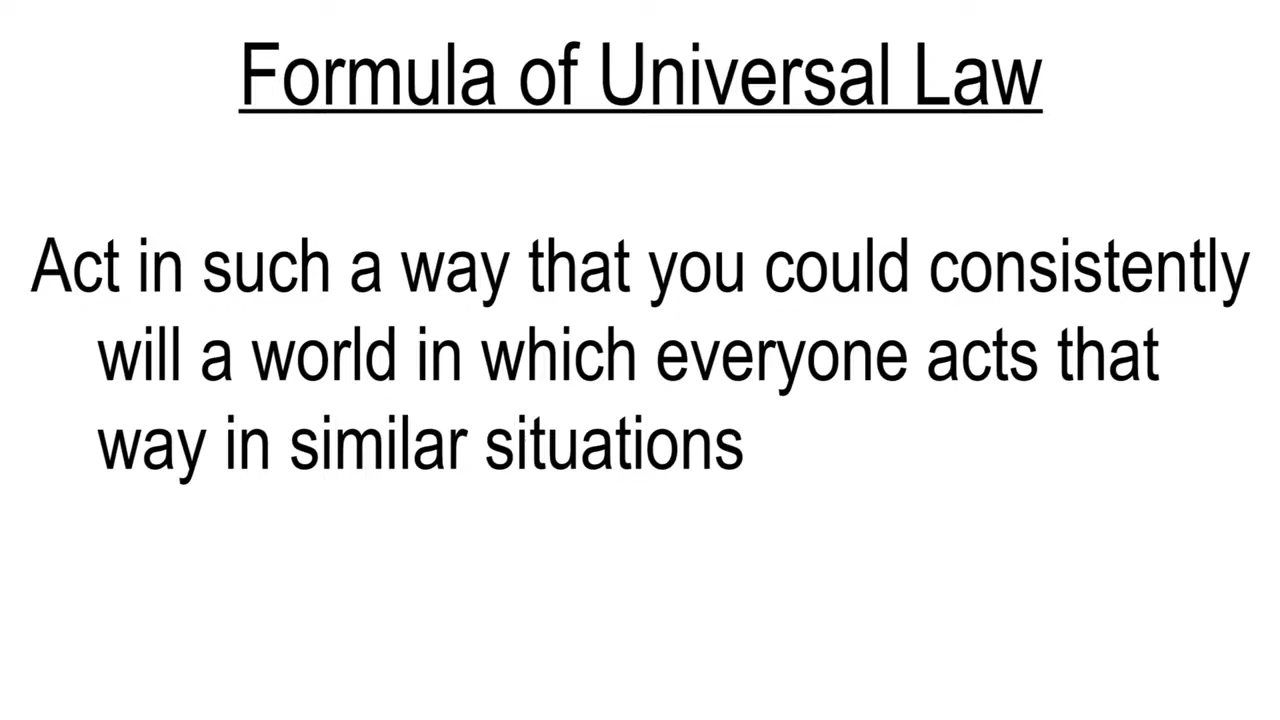 Formula of Universal Law
Act in such a way that you could consistently
will a world in which everyone acts that
way in similar situations